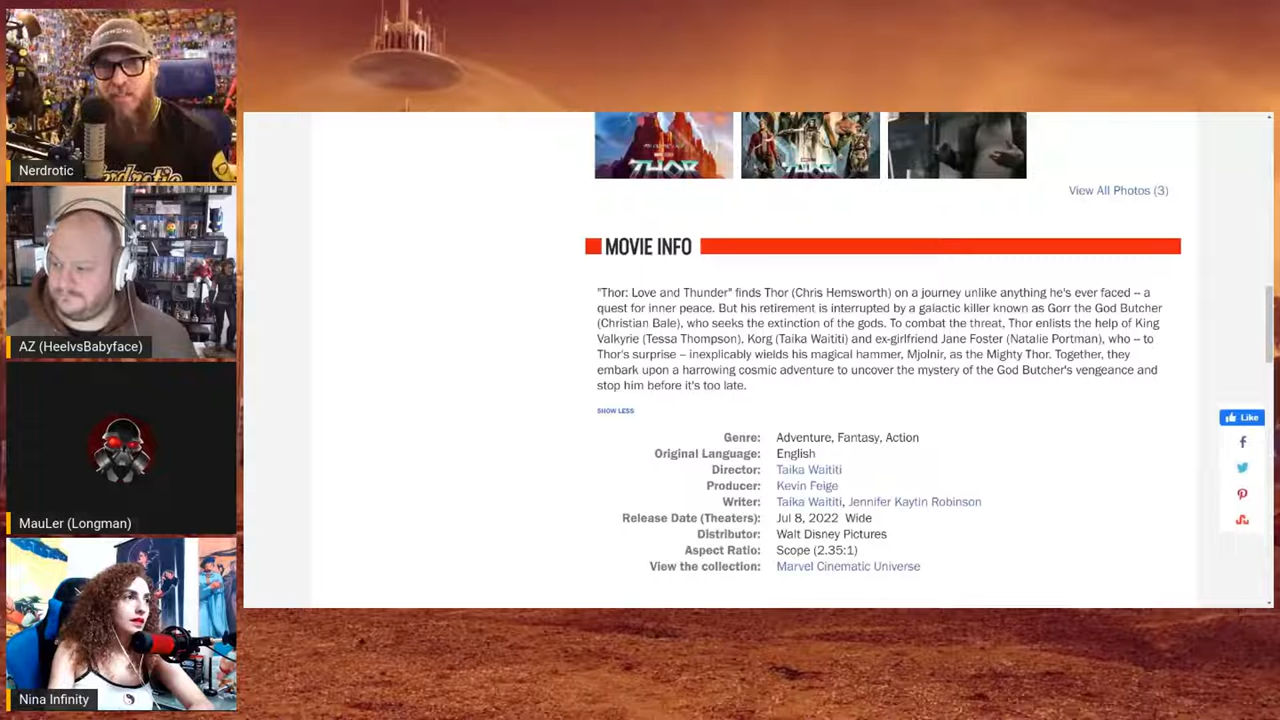 Nerdrotic
AZ (HeelvsBabyface)
MauLer (Longman)
Nina Infinity
THOR
THOR
View All Photos (3)
MOVIE INFO
"Thor: Love and Thunder" finds Thor (Chris Hemsworth) on a journey unlike anything he's ever faced -- a
quest for inner peace. But his retirement is interrupted by a galactic killer known as Gorr the God Butcher
(Christian Bale), who seeks the extinction of the gods. To combat the threat, Thor enlists the help of King
Valkyrie (Tessa Thompson), Korg (Taika Waititi) and ex-girlfriend Jane Foster (Natalie Portman), who -- to
Thor's surprise -- inexplicably wields his magical hammer, Mjolnir, as the Mighty Thor. Together, they
embark upon a harrowing cosmic adventure to uncover the mystery of the God Butcher's vengeance and
stop him before it's too late.
SHOW LESS
Genre: Adventure, Fantasy, Action
Original Language: English
Director: Taika Waititi
Producer: Kevin Feige
Writer: Taika Waititi, Jennifer Kaytin Robinson
Release Date (Theaters): Jul 8, 2022 Wide
Distributor: Walt Disney Pictures
Aspect Ratio: Scope (2.35:1)
View the collection: Marvel Cinematic Universe
Like